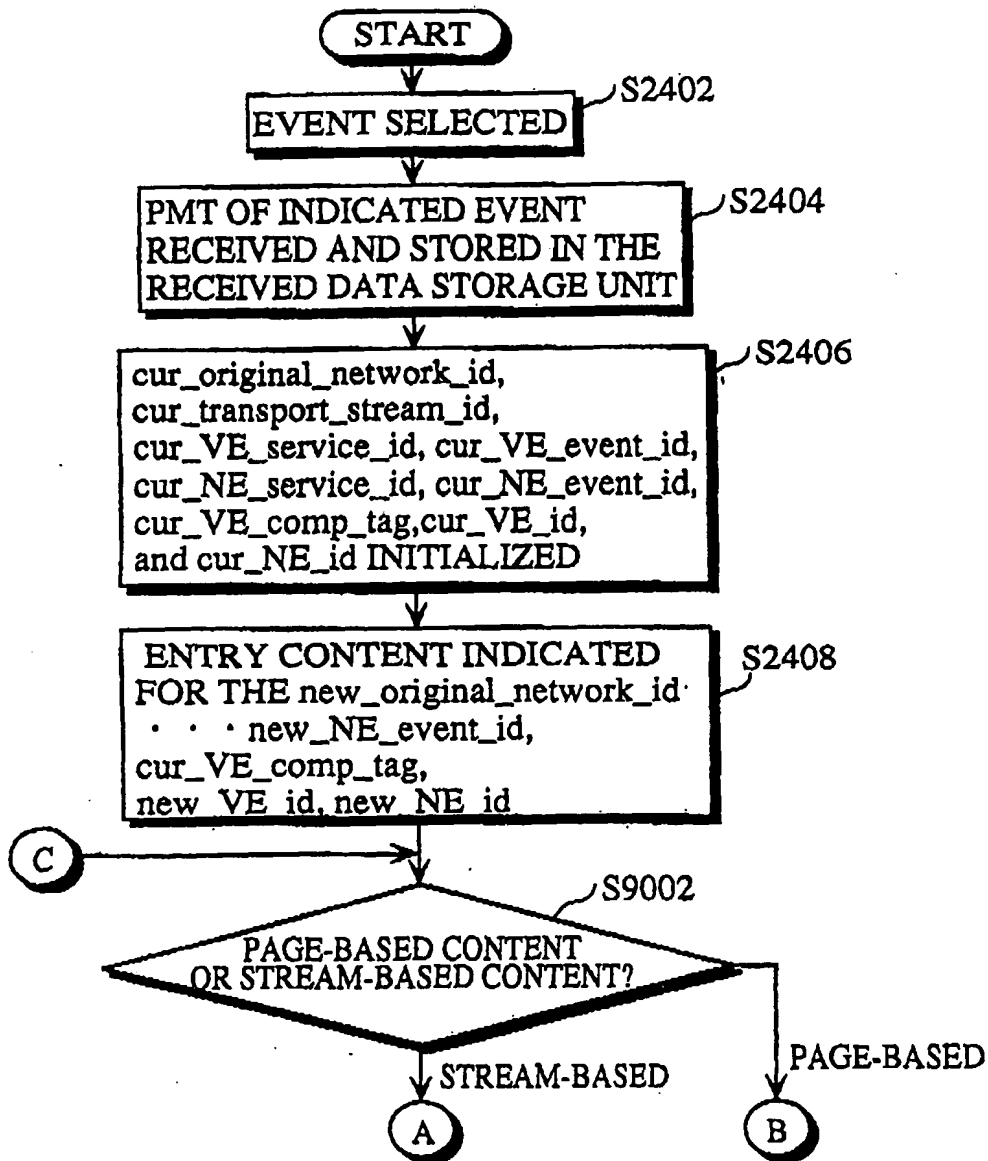 START
S2402
EVENT SELECTED
S2404
PMT OF INDICATED EVENT
RECEIVED AND STORED IN THE
RECEIVED DATA STORAGE UNIT
S2406
cur_original_network_id,
cur_transport_stream_id,
cur_VE_service_id, cur_VE_event_id,
cur_NE_service_id, cur_NE_event_id,
cur_VE_comp_tag,cur_VE_id,
and cur_NE_id INITIALIZED
S2408
ENTRY CONTENT INDICATED
FOR THE new_original_network_id
· · · new_NE_event_id,
cur_VE_comp_tag,
new_VE_id, new_NE_id
C
S9002
PAGE-BASED CONTENT
OR STREAM-BASED CONTENT?
STREAM-BASED
PAGE-BASED
A
B